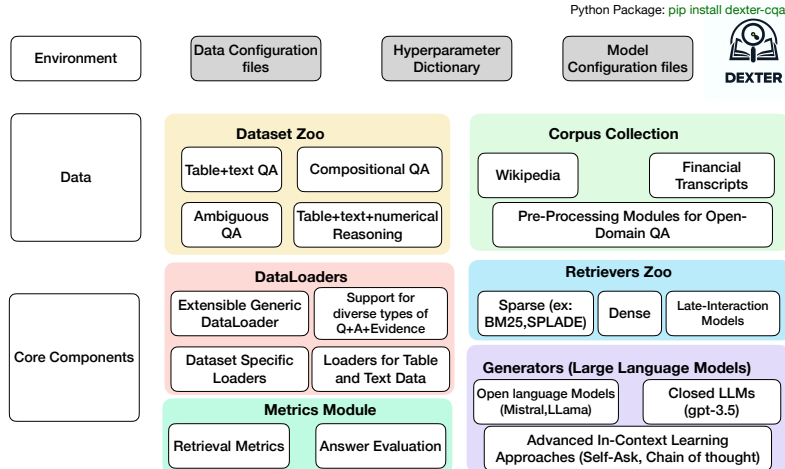 Python Package: pip install dexter-cqa
Environment
Data Configuration
files
Hyperparameter
Dictionary
Model
Configuration files
DEXTER
Data
Dataset Zoo
Table+text QA
Compositional QA
Ambiguous
QA
Table+text+numerical
Reasoning
Corpus Collection
Wikipedia
Financial
Transcripts
Pre-Processing Modules for Open-
Domain QA
Core Components
DataLoaders
Extensible Generic
DataLoader
Support for
diverse types of
Q+A+Evidence
Dataset Specific
Loaders
Loaders for Table
and Text Data
Retrievers Zoo
Sparse (ex:
BM25,SPLADE)
Dense
Late-Interaction
Models
Generators (Large Language Models)
Open language Models
(Mistral,LLama)
Closed LLMs
(gpt-3.5)
Advanced In-Context Learning
Approaches (Self-Ask, Chain of thought)
Metrics Module
Retrieval Metrics
Answer Evaluation